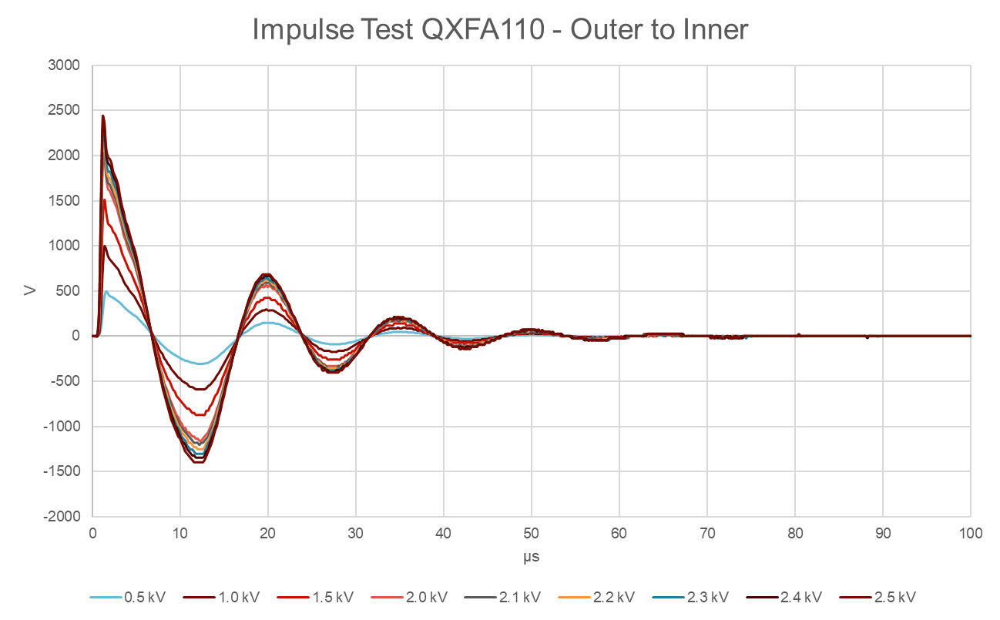 Impulse Test QXFA110 - Outer to Inner
3000
2500
2000
1500
1000
500
0
-500
-1000
-1500
-2000
V
0 10 20 30 40 50 60 70 80 90 100
µs
0.5 kV 1.0 kV 1.5 kV 2.0 kV 2.1 kV 2.2 kV 2.3 kV 2.4 kV 2.5 kV